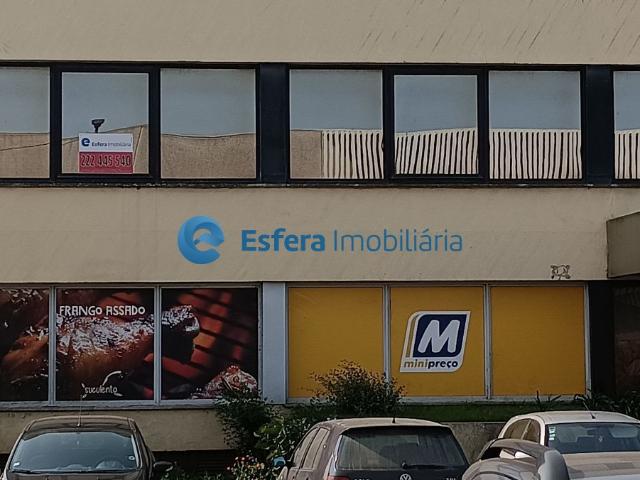 Esfera Imobiliária
222 445 540
Esfera Imobiliária
FRANGO ASSADO
suculento
M
minipreço